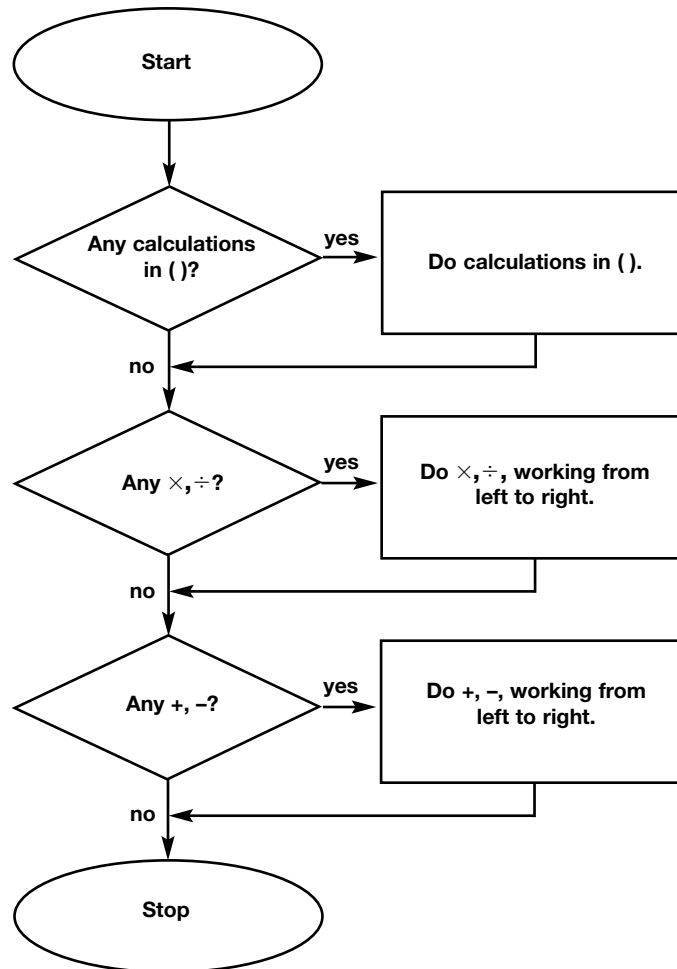 Start
Any calculations
in ( )?
yes
Do calculations in ( ).
no
Any ×,÷?
yes
Do ×,÷, working from
left to right.
no
Any +, –?
yes
Do +, –, working from
left to right.
no
Stop